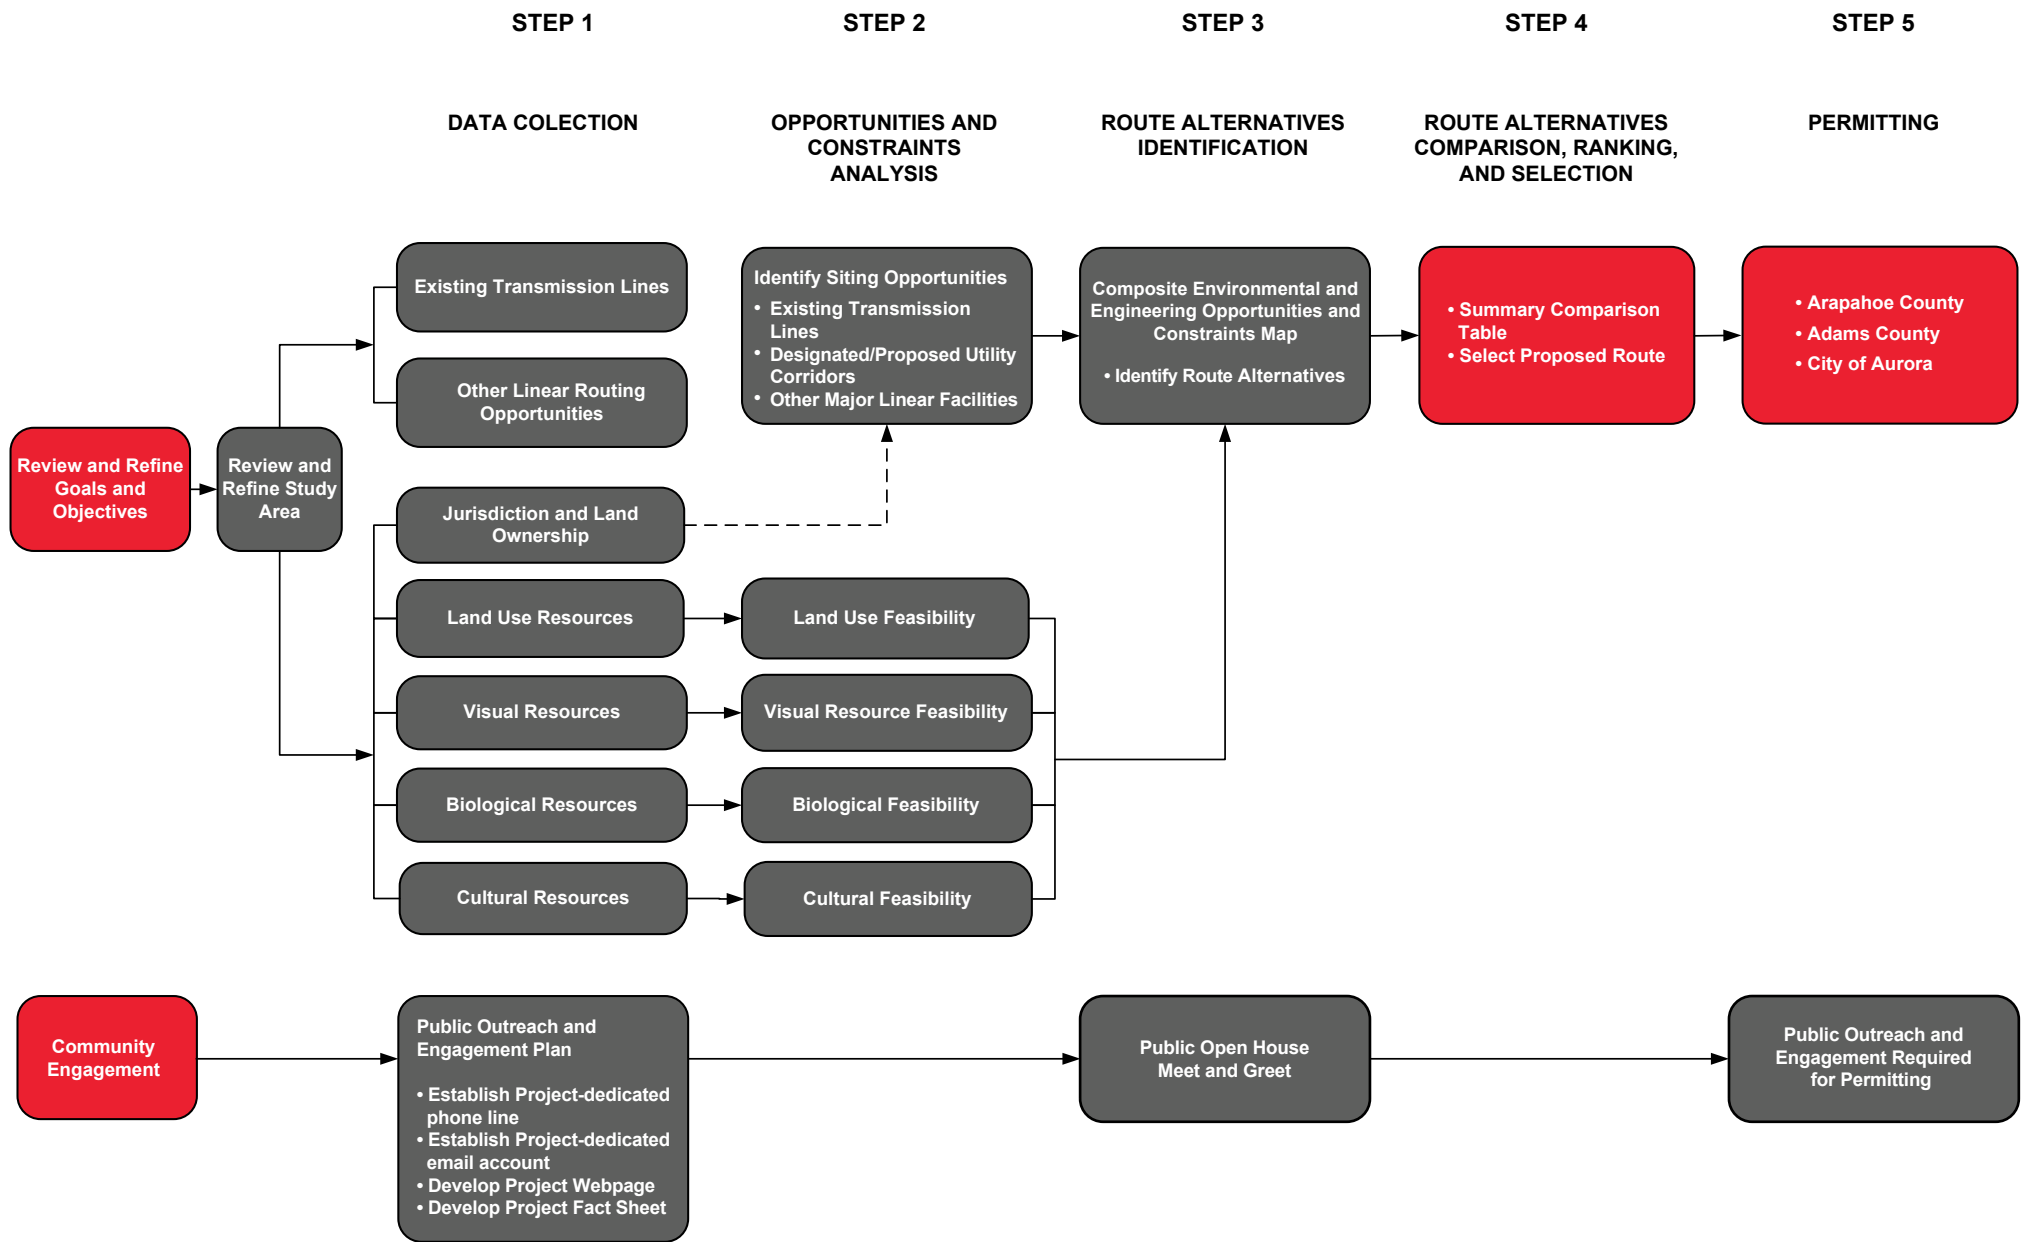 STEP 1
STEP 2
STEP 3
STEP 4
STEP 5
DATA COLECTION
OPPORTUNITIES AND
CONSTRAINTS
ANALYSIS
ROUTE ALTERNATIVES
IDENTIFICATION
ROUTE ALTERNATIVES
COMPARISON, RANKING,
AND SELECTION
PERMITTING
Review and Refine
Goals and
Objectives
Review and
Refine Study
Area
Existing Transmission Lines
Other Linear Routing
Opportunities
Jurisdiction and Land
Ownership
Land Use Resources
Visual Resources
Biological Resources
Cultural Resources
Identify Siting Opportunities
• Existing Transmission
Lines
• Designated/Proposed Utility
Corridors
• Other Major Linear Facilities
Land Use Feasibility
Visual Resource Feasibility
Biological Feasibility
Cultural Feasibility
Composite Environmental and
Engineering Opportunities and
Constraints Map
• Identify Route Alternatives
• Summary Comparison
Table
• Select Proposed Route
• Arapahoe County
• Adams County
• City of Aurora
Community
Engagement
Public Outreach and
Engagement Plan
• Establish Project-dedicated
phone line
• Establish Project-dedicated
email account
• Develop Project Webpage
• Develop Project Fact Sheet
Public Open House
Meet and Greet
Public Outreach and
Engagement Required
for Permitting